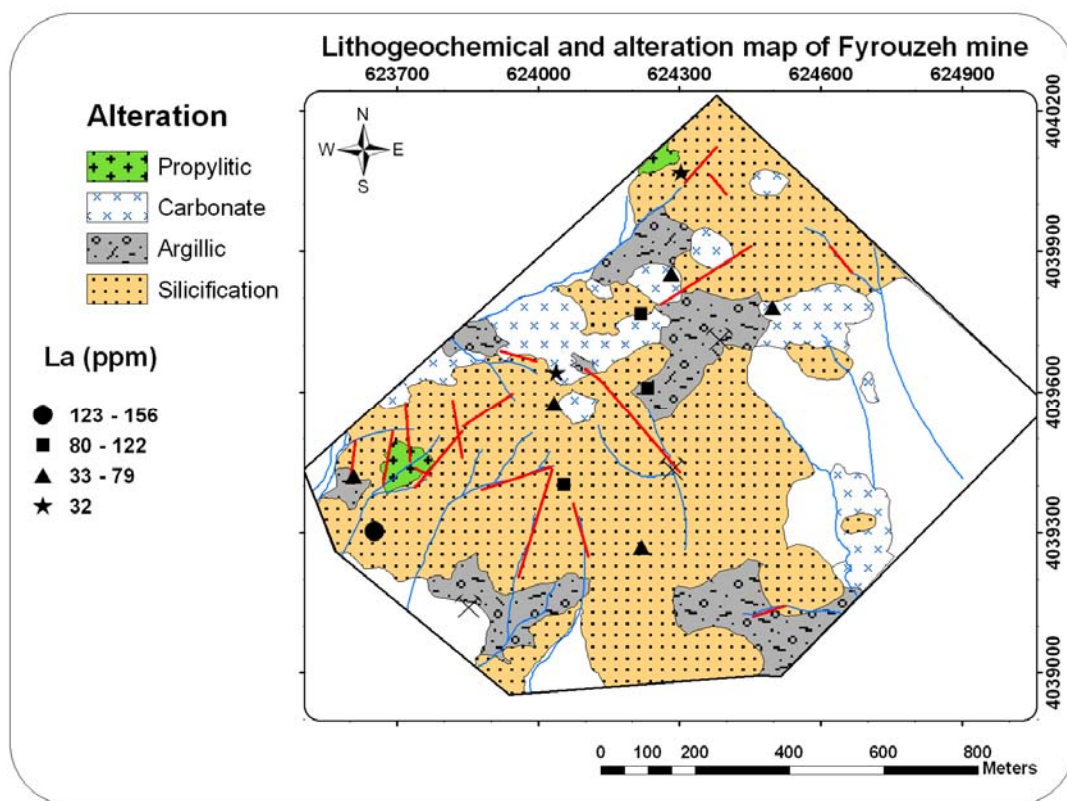 Lithogeochemical and alteration map of Fyrouzeh mine
623700 624000 624300 624600 624900
Alteration
Propylitic
Carbonate
Argillic
Silicification
La (ppm)
123 - 156
80 - 122
33 - 79
32
N
W E
S
4040200
4039900
4039600
4039300
4039000
0 100 200 400 600 800
Meters